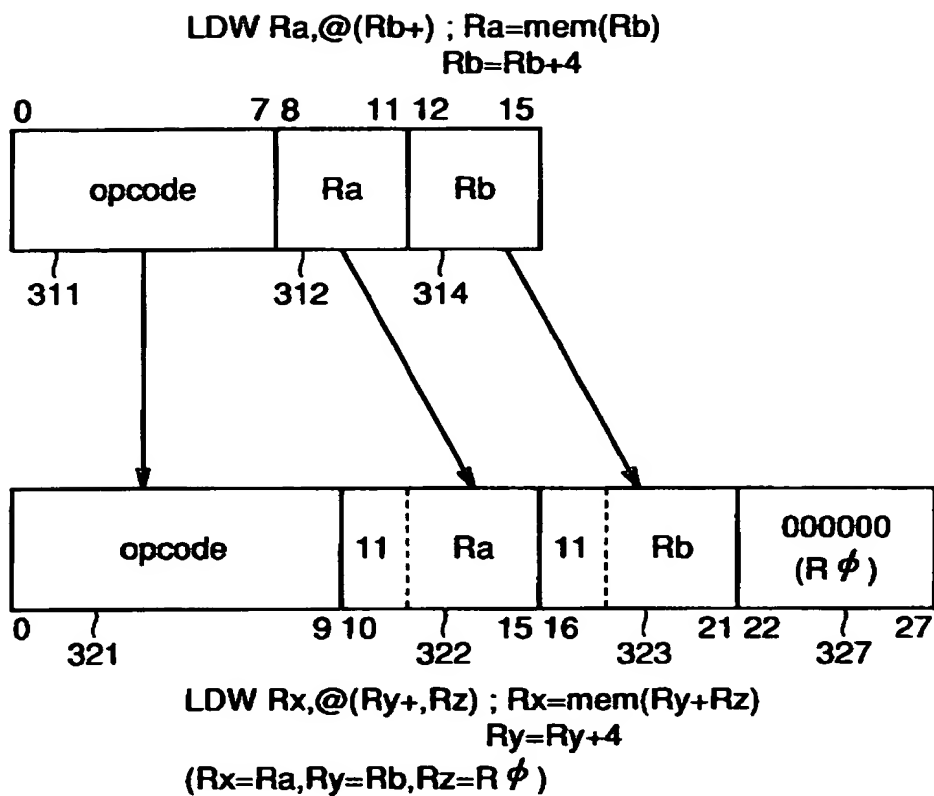 LDW Ra,@(Rb+) ; Ra=mem(Rb)
Rb=Rb+4
0 7 8 11 12 15
opcode Ra Rb
311 312 314
opcode 11 Ra 11 Rb 000000
(R ϕ)
0 9 10 15 16 21 22 27
321 322 323 327
LDW Rx,@(Ry+,Rz) ; Rx=mem(Ry+Rz)
Ry=Ry+4
(Rx=Ra,Ry=Rb,Rz=R ϕ)